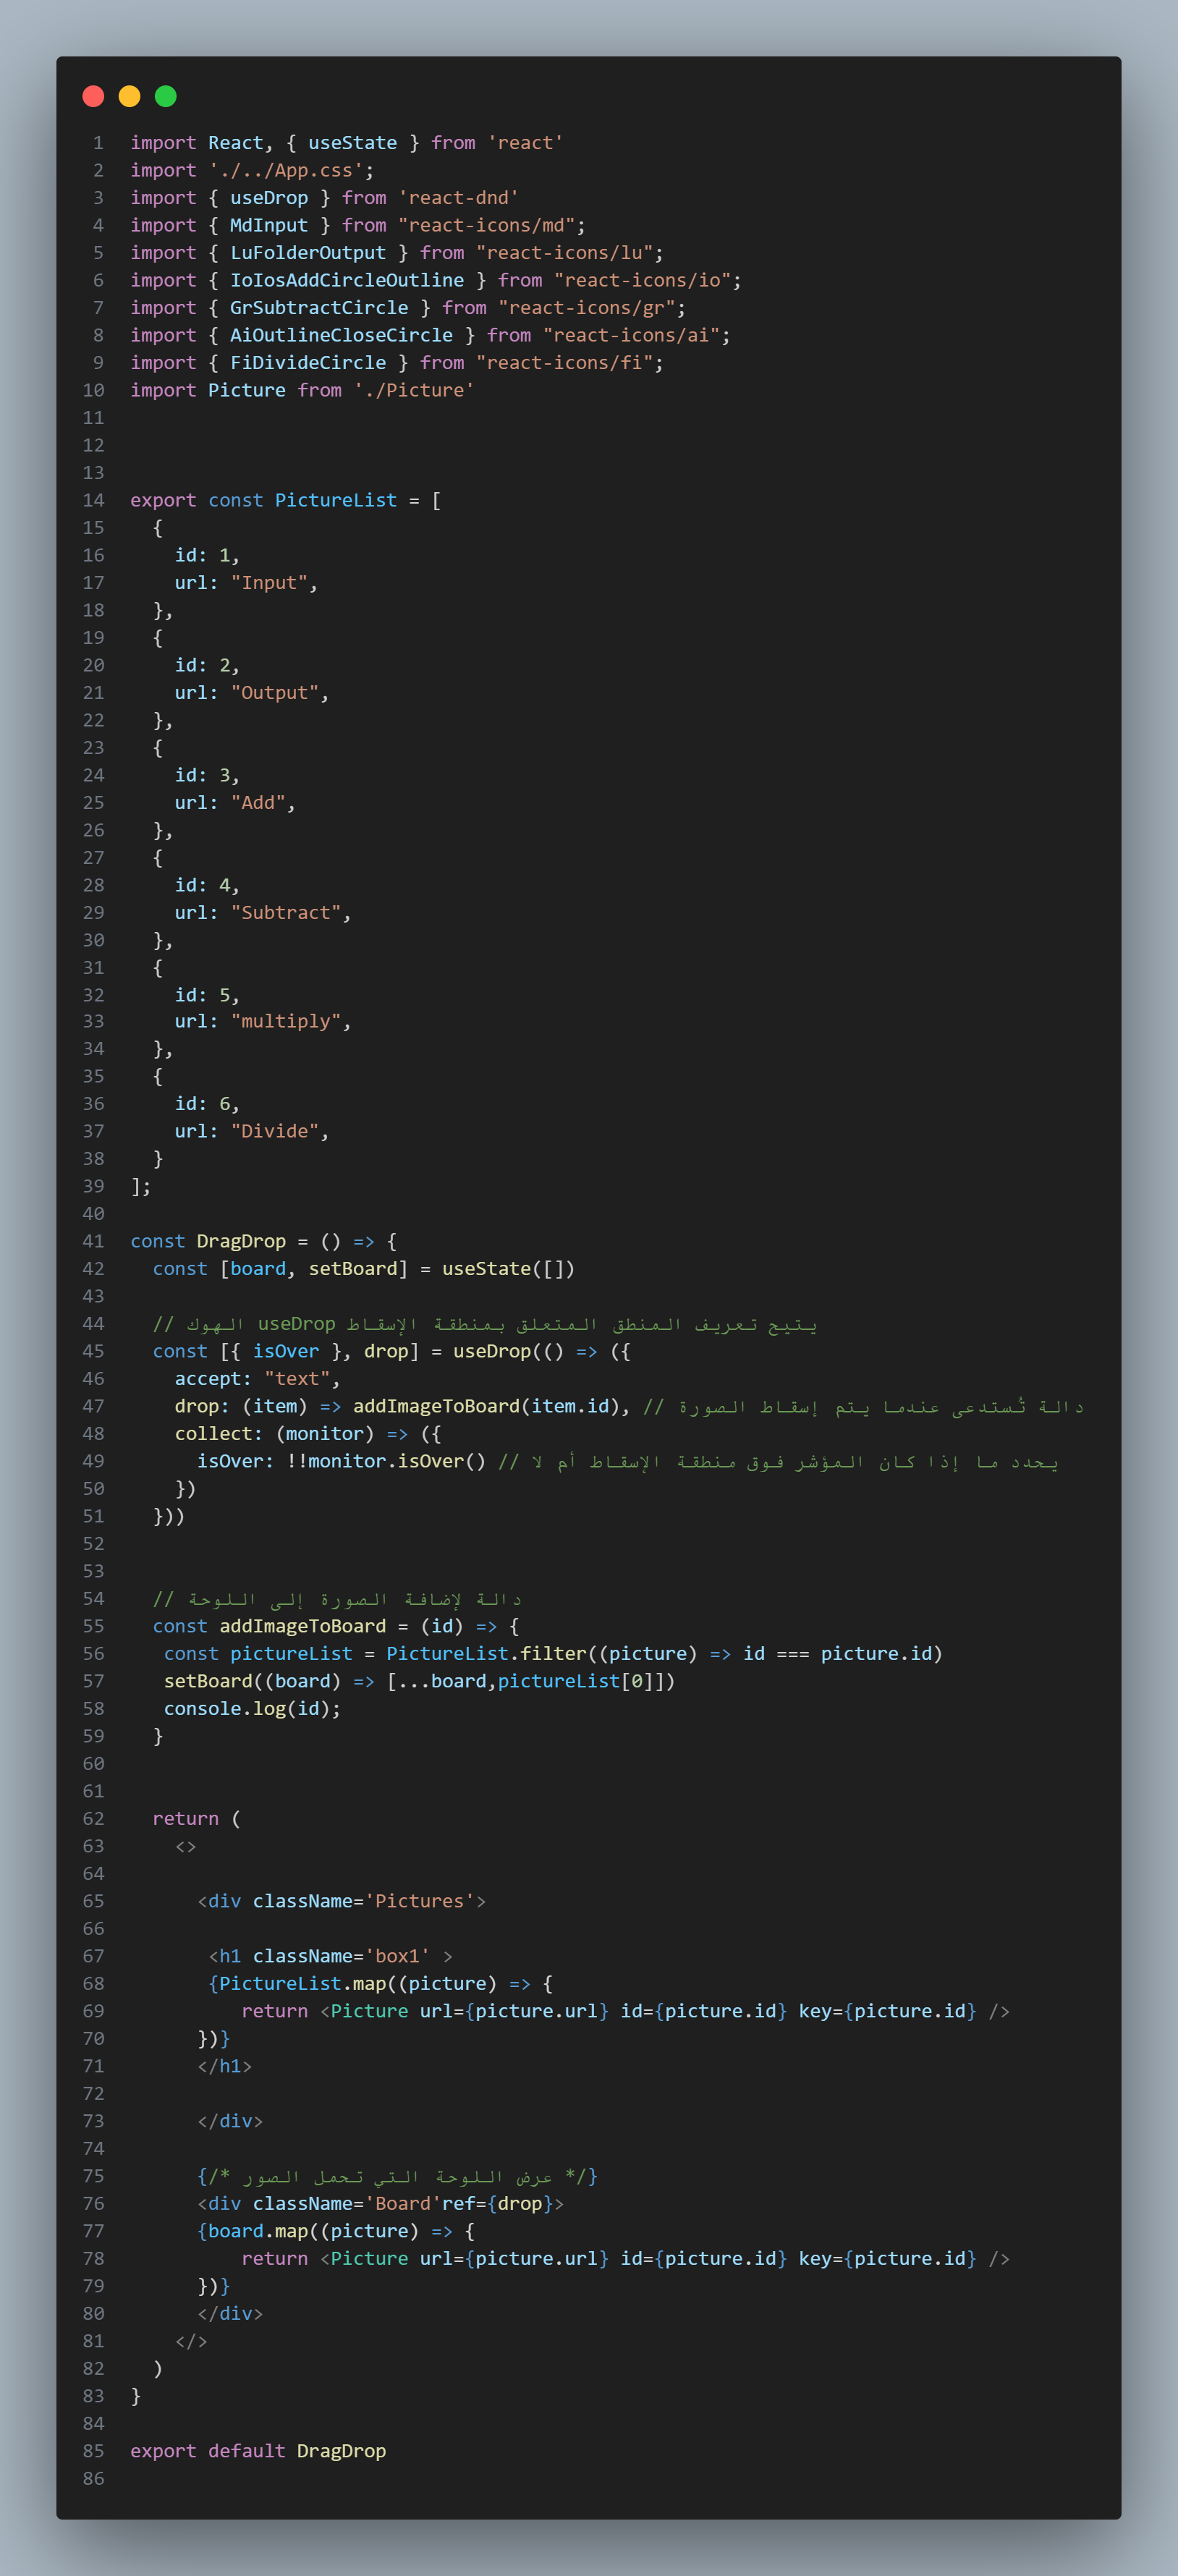 1 import React, { useState } from 'react'
2 import './../App.css';
3 import { useDrop } from 'react-dnd'
4 import { MdInput } from "react-icons/md";
5 import { LuFolderOutput } from "react-icons/lu";
6 import { IoIosAddCircleOutline } from "react-icons/io";
7 import { GrSubtractCircle } from "react-icons/gr";
8 import { AiOutlineCloseCircle } from "react-icons/ai";
9 import { FiDivideCircle } from "react-icons/fi";
10 import Picture from './Picture'
11
12
13
14 export const PictureList = [
15   {
16     id: 1,
17     url: "Input",
18   },
19   {
20     id: 2,
21     url: "Output",
22   },
23   {
24     id: 3,
25     url: "Add",
26   },
27   {
28     id: 4,
29     url: "Subtract",
30   },
31   {
32     id: 5,
33     url: "multiply",
34   },
35   {
36     id: 6,
37     url: "Divide",
38   }
39 ];
40
41 const DragDrop = () => {
42   const [board, setBoard] = useState([])
43
44   // الهوك useDrop يتيح تعريف المنطق المتعلق بمنطقة الإسقاط
45   const [{ isOver }, drop] = useDrop(() => ({
46     accept: "text",
47     drop: (item) => addImageToBoard(item.id), // دالة تُستدعى عندما يتم إسقاط الصورة
48     collect: (monitor) => ({
49       isOver: !!monitor.isOver() // يحدد ما إذا كان المؤشر فوق منطقة الإسقاط أم لا
50     })
51   }))
52
53
54   // دالة لإضافة الصورة إلى اللوحة
55   const addImageToBoard = (id) => {
56    const pictureList = PictureList.filter((picture) => id === picture.id)
57    setBoard((board) => [...board,pictureList[0]])
58    console.log(id);
59   }
60
61
62   return (
63     <>
64
65       <div className='Pictures'>
66
67        <h1 className='box1' >
68        {PictureList.map((picture) => {
69           return <Picture url={picture.url} id={picture.id} key={picture.id} />
70       })}
71       </h1>
72
73       </div>
74
75       {/* عرض اللوحة التي تحمل الصور */}
76       <div className='Board'ref={drop}>
77       {board.map((picture) => {
78           return <Picture url={picture.url} id={picture.id} key={picture.id} />
79       })}
80       </div>
81     </>
82   )
83 }
84
85 export default DragDrop
86